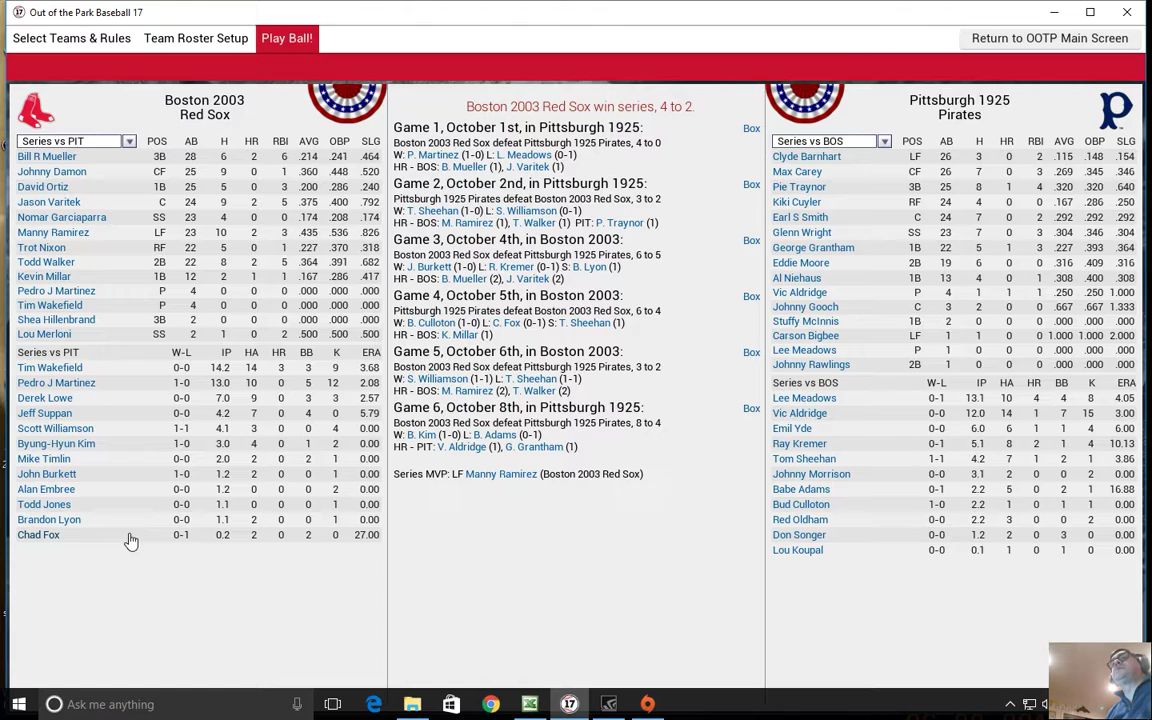 17 Out of the Park Baseball 17
Select Teams & Rules Team Roster Setup Play Ball! Return to OOTP Main Screen
Boston 2003
Red Sox
Series vs PIT POS AB H HR RBI AVG OBP SLG
Bill R Mueller 3B 28 6 2 6 .214 .241 .464
Johnny Damon CF 25 9 0 1 .360 .448 .520
David Ortiz 1B 25 5 0 3 .200 .286 .240
Jason Varitek C 24 9 2 5 .375 .400 .792
Nomar Garciaparra SS 23 4 0 0 .174 .208 .174
Manny Ramirez LF 23 10 2 3 .435 .536 .826
Trot Nixon RF 22 5 0 1 .227 .370 .318
Todd Walker 2B 22 8 2 5 .364 .391 .682
Kevin Millar 1B 12 2 1 1 .167 .286 .417
Pedro J Martinez P 4 0 0 0 .000 .000 .000
Tim Wakefield P 4 0 0 0 .000 .000 .000
Shea Hillenbrand 3B 2 0 0 0 .000 .000 .000
Lou Merloni SS 2 1 0 2 .500 .500 .500
Series vs PIT W-L IP HA HR BB K ERA
Tim Wakefield 0-0 14.2 14 3 3 9 3.68
Pedro J Martinez 1-0 13.0 10 0 5 12 2.08
Derek Lowe 0-0 7.0 9 0 3 3 2.57
Jeff Suppan 0-0 4.2 7 0 4 0 5.79
Scott Williamson 1-1 4.1 3 0 0 4 0.00
Byung-Hyun Kim 1-0 3.0 4 0 1 2 0.00
Mike Timlin 0-0 2.0 2 0 2 1 0.00
John Burkett 1-0 1.2 2 0 0 1 0.00
Alan Embree 0-0 1.2 0 0 0 2 0.00
Todd Jones 0-0 1.1 0 0 0 1 0.00
Brandon Lyon 0-0 1.1 2 0 0 1 0.00
Chad Fox 0-1 0.2 2 0 2 0 27.00
Boston 2003 Red Sox win series, 4 to 2.
Game 1, October 1st, in Pittsburgh 1925: Box
Boston 2003 Red Sox defeat Pittsburgh 1925 Pirates, 4 to 0
W: P. Martinez (1-0) L: L. Meadows (0-1)
HR - BOS: B. Mueller (1), J. Varitek (1)
Game 2, October 2nd, in Pittsburgh 1925: Box
Pittsburgh 1925 Pirates defeat Boston 2003 Red Sox, 3 to 2
W: T. Sheehan (1-0) L: S. Williamson (0-1)
HR - BOS: M. Ramirez (1), T. Walker (1) PIT: P. Traynor (1)
Game 3, October 4th, in Boston 2003: Box
Boston 2003 Red Sox defeat Pittsburgh 1925 Pirates, 6 to 5
W: J. Burkett (1-0) L: R. Kremer (0-1) S: B. Lyon (1)
HR - BOS: B. Mueller (2), J. Varitek (2)
Game 4, October 5th, in Boston 2003: Box
Pittsburgh 1925 Pirates defeat Boston 2003 Red Sox, 6 to 4
W: B. Culloton (1-0) L: C. Fox (0-1) S: T. Sheehan (1)
HR - BOS: K. Millar (1)
Game 5, October 6th, in Boston 2003: Box
Boston 2003 Red Sox defeat Pittsburgh 1925 Pirates, 3 to 2
W: S. Williamson (1-1) L: T. Sheehan (1-1)
HR - BOS: M. Ramirez (2), T. Walker (2)
Game 6, October 8th, in Pittsburgh 1925: Box
Boston 2003 Red Sox defeat Pittsburgh 1925 Pirates, 8 to 4
W: B. Kim (1-0) L: B. Adams (0-1)
HR - PIT: V. Aldridge (1), G. Grantham (1)
Series MVP: LF Manny Ramirez (Boston 2003 Red Sox)
Pittsburgh 1925
Pirates
P
Series vs BOS POS AB H HR RBI AVG OBP SLG
Clyde Barnhart LF 26 3 0 2 .115 .148 .154
Max Carey CF 26 7 0 3 .269 .345 .346
Pie Traynor 3B 25 8 1 4 .320 .320 .640
Kiki Cuyler RF 24 4 0 0 .167 .286 .250
Earl S Smith C 24 7 0 2 .292 .292 .292
Glenn Wright SS 23 7 0 3 .304 .346 .304
George Grantham 1B 22 5 1 3 .227 .393 .364
Eddie Moore 2B 19 6 0 0 .316 .409 .316
Al Niehaus 1B 13 4 0 1 .308 .400 .308
Vic Aldridge P 4 1 1 1 .250 .250 1.000
Johnny Gooch C 3 2 0 0 .667 .667 1.333
Stuffy McInnis 1B 2 0 0 0 .000 .000 .000
Carson Bigbee LF 1 1 0 0 1.000 1.000 2.000
Lee Meadows P 1 0 0 0 .000 .000 .000
Johnny Rawlings 2B 1 0 0 0 .000 .000 .000
Series vs BOS W-L IP HA HR BB K ERA
Lee Meadows 0-1 13.1 10 4 4 8 4.05
Vic Aldridge 0-0 12.0 14 1 7 15 3.00
Emil Yde 0-0 6.0 6 1 1 4 6.00
Ray Kremer 0-1 5.1 8 2 1 4 10.13
Tom Sheehan 1-1 4.2 7 1 2 1 3.86
Johnny Morrison 0-0 3.1 2 0 0 2 0.00
Babe Adams 0-1 2.2 5 0 2 1 16.88
Bud Culloton 1-0 2.2 1 0 1 1 0.00
Red Oldham 0-0 2.2 3 0 0 2 0.00
Don Songer 0-0 1.2 2 0 3 0 0.00
Lou Koupal 0-0 0.1 1 0 1 0 0.00
Ask me anything 17